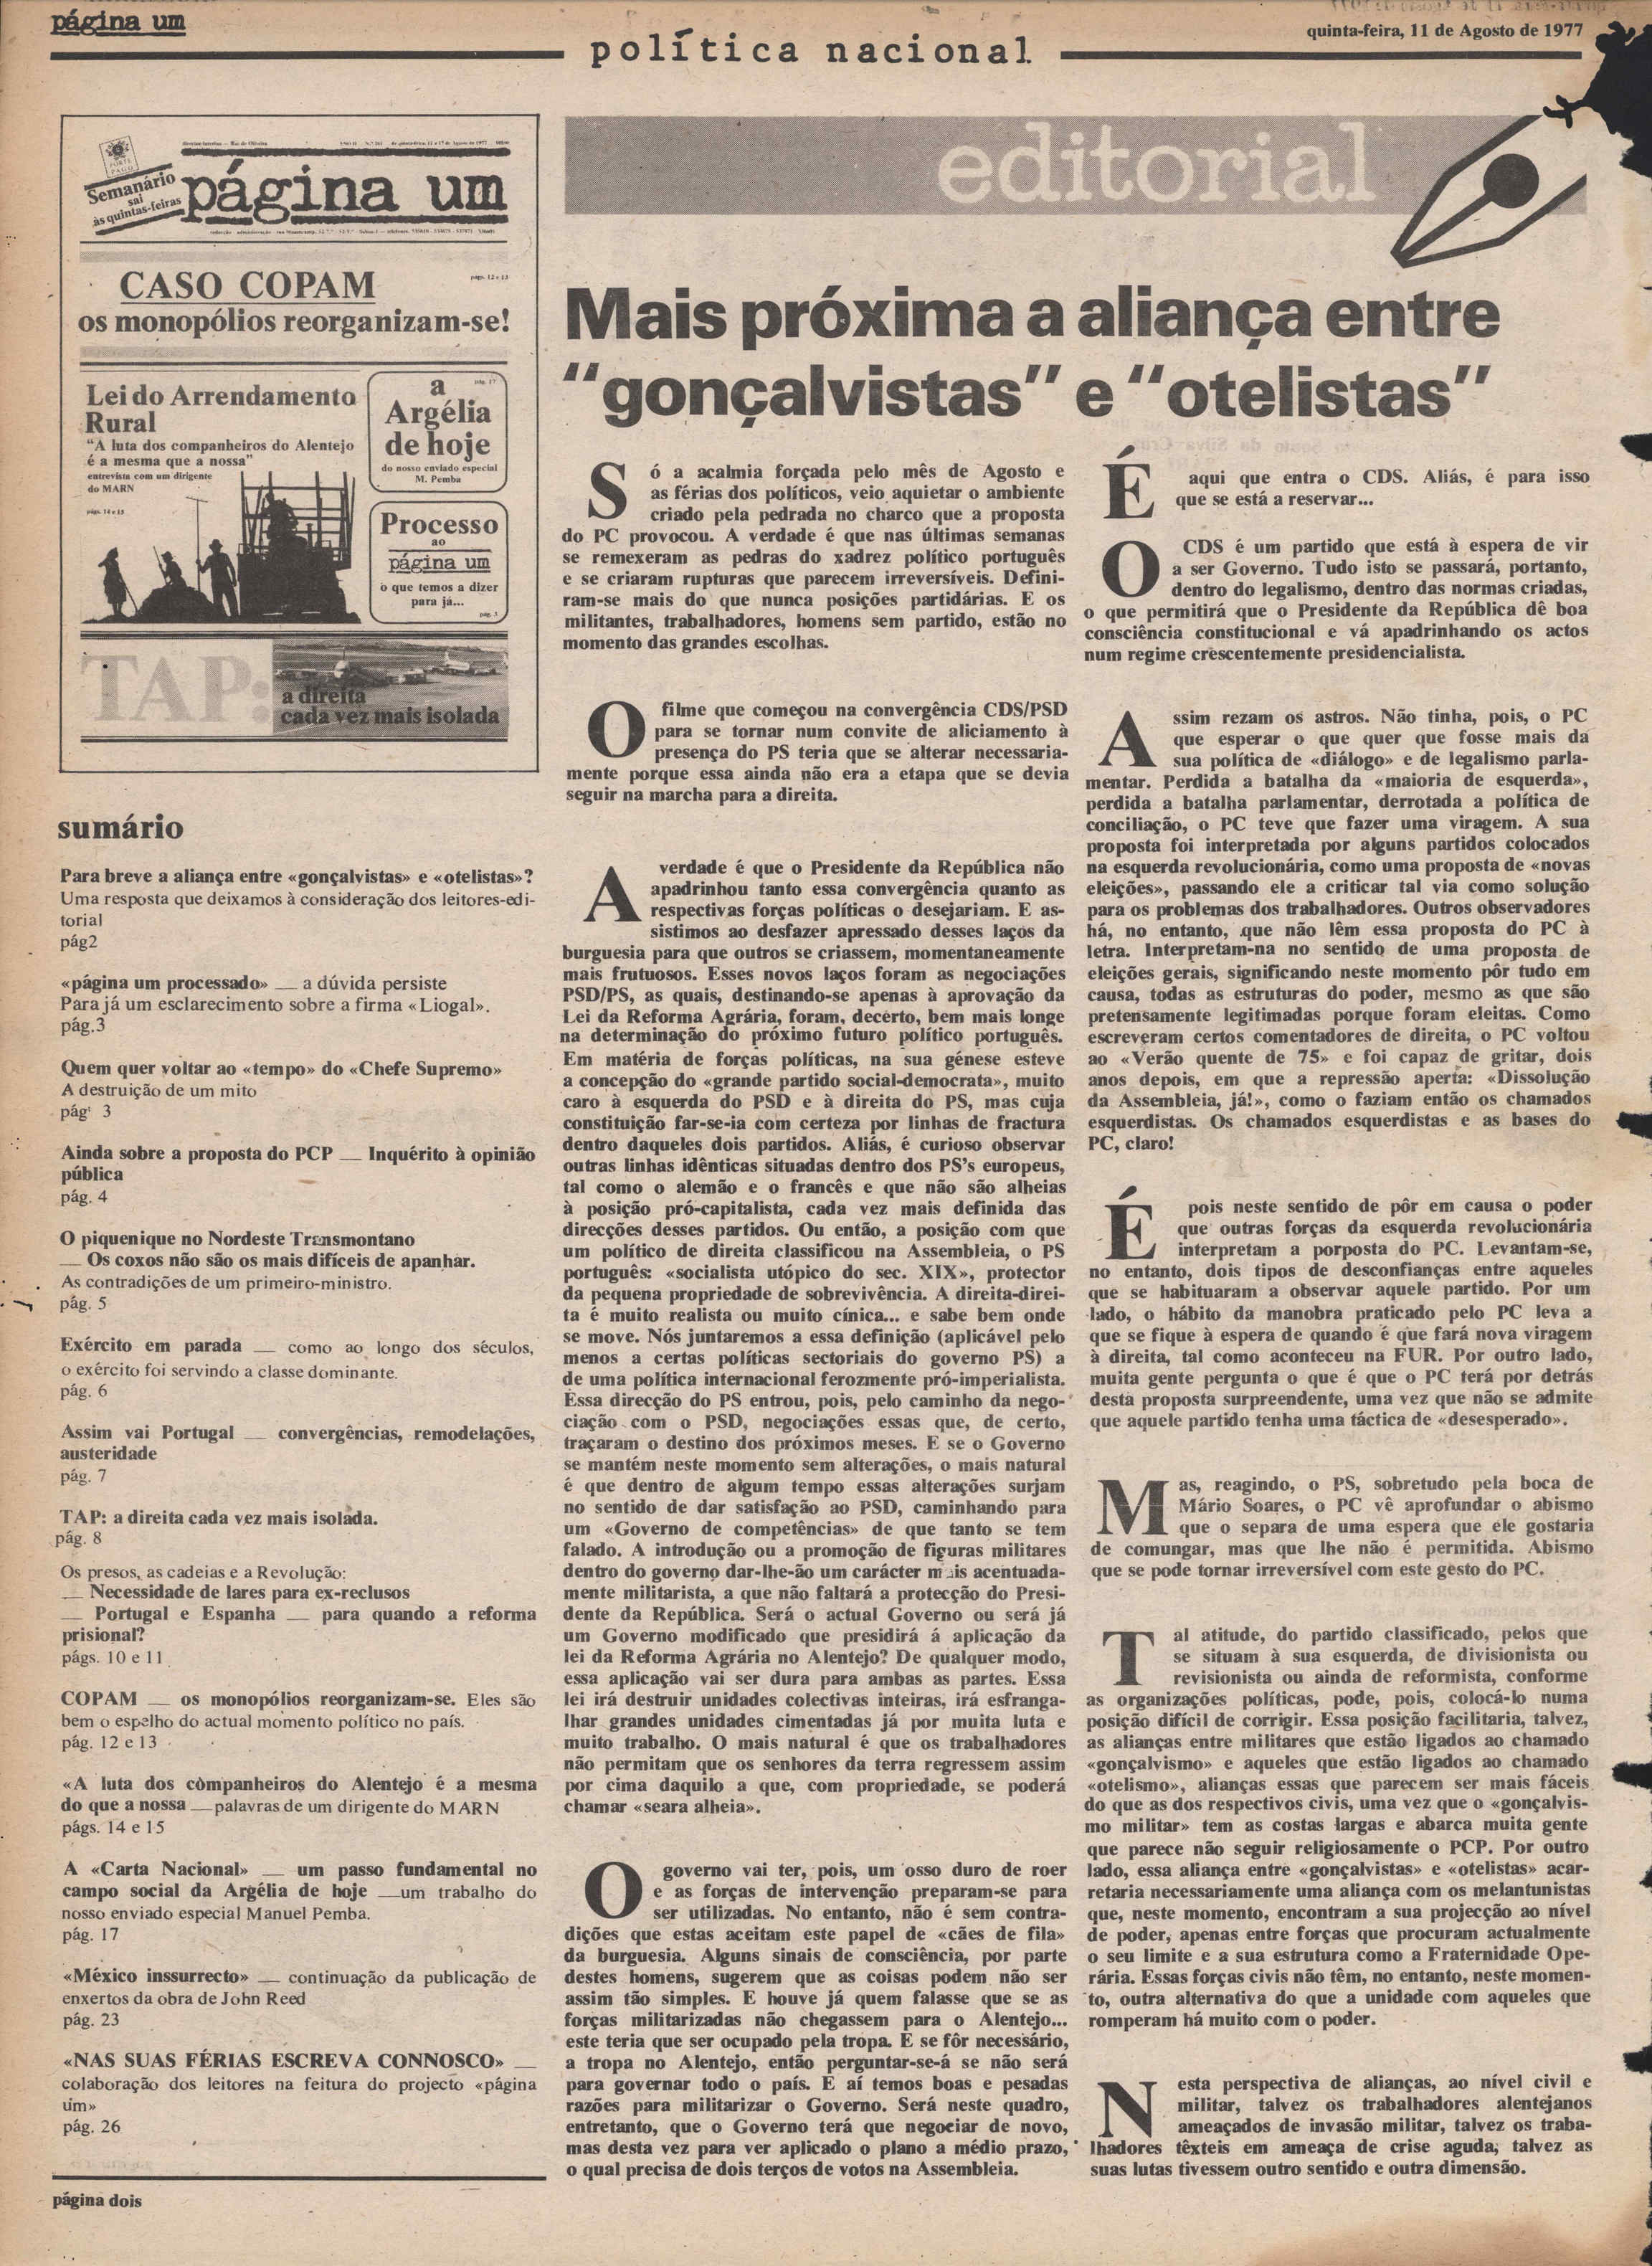 página um
quinta-feira, 11 de Agosto de 1977
política nacional
PORTE
PAGO
Semanário
sai
às quintas-feiras
página um
CASO COPAM
págs. 12 e 13
os monopólios reorganizam-se!
Lei do Arrendamento
Rural
"A luta dos companheiros do Alentejo
é a mesma que a nossa"
entrevista com um dirigente
do MARN
págs. 14 e 15
a
pág. 17
Argélia
de hoje
do nosso enviado especial
M. Pemba
Processo
ao
página um
o que temos a dizer
para já...
pág. 3
TAP:
a direita
cada vez mais isolada
sumário
Para breve a aliança entre «gonçalvistas» e «otelistas»?
Uma resposta que deixamos à consideração dos leitores-edi-
torial
pág2
«página um processado» — a dúvida persiste
Para já um esclarecimento sobre a firma «Liogal».
pág.3
Quem quer voltar ao «tempo» do «Chefe Supremo»
A destruição de um mito
pág 3
Ainda sobre a proposta do PCP — Inquérito à opinião
pública
pág. 4
O piquenique no Nordeste Transmontano
— Os coxos não são os mais difíceis de apanhar.
As contradições de um primeiro-ministro.
pág. 5
Exército em parada — como ao longo dos séculos,
o exército foi servindo a classe dominante.
pág. 6
Assim vai Portugal — convergências, remodelações,
austeridade
pág. 7
TAP: a direita cada vez mais isolada.
pág. 8
Os presos, as cadeias e a Revolução:
— Necessidade de lares para ex-reclusos
— Portugal e Espanha — para quando a reforma
prisional?
págs. 10 e 11
COPAM — os monopólios reorganizam-se. Eles são
bem o espelho do actual momento político no país.
pág. 12 e 13
«A luta dos companheiros do Alentejo é a mesma
do que a nossa —palavras de um dirigente do MARN
págs. 14 e 15
A «Carta Nacional» — um passo fundamental no
campo social da Argélia de hoje —um trabalho do
nosso enviado especial Manuel Pemba.
pág. 17
«México inssurrecto» — continuação da publicação de
enxertos da obra de John Reed
pág. 23
«NAS SUAS FÉRIAS ESCREVA CONNOSCO» —
colaboração dos leitores na feitura do projecto «página
um»
pág. 26
página dois
editorial
Mais próxima a aliança entre
"gonçalvistas" e "otelistas"
Só a acalmia forçada pelo mês de Agosto e
as férias dos políticos, veio aquietar o ambiente
criado pela pedrada no charco que a proposta
do PC provocou. A verdade é que nas últimas semanas
se remexeram as pedras do xadrez político português
e se criaram rupturas que parecem irreversíveis. Defini-
ram-se mais do que nunca posições partidárias. E os
militantes, trabalhadores, homens sem partido, estão no
momento das grandes escolhas.
O filme que começou na convergência CDS/PSD
para se tornar num convite de aliciamento à
presença do PS teria que se alterar necessaria-
mente porque essa ainda não era a etapa que se devia
seguir na marcha para a direita.
A verdade é que o Presidente da República não
apadrinhou tanto essa convergência quanto as
respectivas forças políticas o desejariam. E as-
sistimos ao desfazer apressado desses laços da
burguesia para que outros se criassem, momentaneamente
mais frutuosos. Esses novos laços foram as negociações
PSD/PS, as quais, destinando-se apenas à aprovação da
Lei da Reforma Agrária, foram, decerto, bem mais longe
na determinação do próximo futuro político português.
Em matéria de forças políticas, na sua génese esteve
a concepção do «grande partido social-democrata», muito
caro à esquerda do PSD e à direita do PS, mas cuja
constituição far-se-ia com certeza por linhas de fractura
dentro daqueles dois partidos. Aliás, é curioso observar
outras linhas idênticas situadas dentro dos PS's europeus,
tal como o alemão e o francês e que não são alheias
à posição pró-capitalista, cada vez mais definida das
direcções desses partidos. Ou então, a posição com que
um político de direita classificou na Assembleia, o PS
português: «socialista utópico do sec. XIX», protector
da pequena propriedade de sobrevivência. A direita-direi-
ta é muito realista ou muito cínica... e sabe bem onde
se move. Nós juntaremos a essa definição (aplicável pelo
menos a certas políticas sectoriais do governo PS) a
de uma política internacional ferozmente pró-imperialista.
Essa direcção do PS entrou, pois, pelo caminho da nego-
ciação com o PSD, negociações essas que, de certo,
traçaram o destino dos próximos meses. E se o Governo
se mantém neste momento sem alterações, o mais natural
é que dentro de algum tempo essas alterações surjam
no sentido de dar satisfação ao PSD, caminhando para
um «Governo de competências» de que tanto se tem
falado. A introdução ou a promoção de figuras militares
dentro do governo dar-lhe-ão um carácter mais acentuada-
mente militarista, a que não faltará a protecção do Presi-
dente da República. Será o actual Governo ou será já
um Governo modificado que presidirá á aplicação da
lei da Reforma Agrária no Alentejo? De qualquer modo,
essa aplicação vai ser dura para ambas as partes. Essa
lei irá destruir unidades colectivas inteiras, irá esfranga-
lhar grandes unidades cimentadas já por muita luta e
muito trabalho. O mais natural é que os trabalhadores
não permitam que os senhores da terra regressem assim
por cima daquilo a que, com propriedade, se poderá
chamar «seara alheia».
O governo vai ter, pois, um osso duro de roer
e as forças de intervenção preparam-se para
ser utilizadas. No entanto, não é sem contra-
dições que estas aceitam este papel de «cães de fila»
da burguesia. Alguns sinais de consciência, por parte
destes homens, sugerem que as coisas podem não ser
assim tão simples. E houve já quem falasse que se as
forças militarizadas não chegassem para o Alentejo...
este teria que ser ocupado pela tropa. E se fôr necessário,
a tropa no Alentejo, então perguntar-se-á se não será
para governar todo o país. E aí temos boas e pesadas
razões para militarizar o Governo. Será neste quadro,
entretanto, que o Governo terá que negociar de novo,
mas desta vez para ver aplicado o plano a médio prazo,
o qual precisa de dois terços de votos na Assembleia.
É aqui que entra o CDS. Aliás, é para isso
que se está a reservar...
O CDS é um partido que está à espera de vir
a ser Governo. Tudo isto se passará, portanto,
dentro do legalismo, dentro das normas criadas,
o que permitirá que o Presidente da República dê boa
consciência constitucional e vá apadrinhando os actos
num regime crescentemente presidencialista.
Assim rezam os astros. Não tinha, pois, o PC
que esperar o que quer que fosse mais da
sua política de «diálogo» e de legalismo parla-
mentar. Perdida a batalha da «maioria de esquerda»,
perdida a batalha parlamentar, derrotada a política de
conciliação, o PC teve que fazer uma viragem. A sua
proposta foi interpretada por alguns partidos colocados
na esquerda revolucionária, como uma proposta de «novas
eleições», passando ele a criticar tal via como solução
para os problemas dos trabalhadores. Outros observadores
há, no entanto, que não lêm essa proposta do PC à
letra. Interpretam-na no sentido de uma proposta de
eleições gerais, significando neste momento pôr tudo em
causa, todas as estruturas do poder, mesmo as que são
pretensamente legitimadas porque foram eleitas. Como
escreveram certos comentadores de direita, o PC voltou
ao «Verão quente de 75» e foi capaz de gritar, dois
anos depois, em que a repressão aperta: «Dissolução
da Assembleia, já!», como o faziam então os chamados
esquerdistas. Os chamados esquerdistas e as bases do
PC, claro!
É pois neste sentido de pôr em causa o poder
que outras forças da esquerda revolucionária
interpretam a porposta do PC. Levantam-se,
no entanto, dois tipos de desconfianças entre aqueles
que se habituaram a observar aquele partido. Por um
lado, o hábito da manobra praticado pelo PC leva a
que se fique à espera de quando é que fará nova viragem
à direita, tal como aconteceu na FUR. Por outro lado,
muita gente pergunta o que é que o PC terá por detrás
desta proposta surpreendente, uma vez que não se admite
que aquele partido tenha uma táctica de «desesperado».
Mas, reagindo, o PS, sobretudo pela boca de
Mário Soares, o PC vê aprofundar o abismo
que o separa de uma espera que ele gostaria
de comungar, mas que lhe não é permitida. Abismo
que se pode tornar irreversível com este gesto do PC.
Tal atitude, do partido classificado, pelos que
se situam à sua esquerda, de divisionista ou
revisionista ou ainda de reformista, conforme
as organizações políticas, pode, pois, colocá-lo numa
posição difícil de corrigir. Essa posição facilitaria, talvez,
as alianças entre militares que estão ligados ao chamado
«gonçalvismo» e aqueles que estão ligados ao chamado
«otelismo», alianças essas que parecem ser mais fáceis
do que as dos respectivos civis, uma vez que o «gonçalvis-
mo militar» tem as costas largas e abarca muita gente
que parece não seguir religiosamente o PCP. Por outro
lado, essa aliança entre «gonçalvistas» e «otelistas» acar-
retaria necessariamente uma aliança com os melantunistas
que, neste momento, encontram a sua projecção ao nível
de poder, apenas entre forças que procuram actualmente
o seu limite e a sua estrutura como a Fraternidade Ope-
rária. Essas forças civis não têm, no entanto, neste momen-
to, outra alternativa do que a unidade com aqueles que
romperam há muito com o poder.
Nesta perspectiva de alianças, ao nível civil e
militar, talvez os trabalhadores alentejanos
ameaçados de invasão militar, talvez os traba-
lhadores têxteis em ameaça de crise aguda, talvez as
suas lutas tivessem outro sentido e outra dimensão.